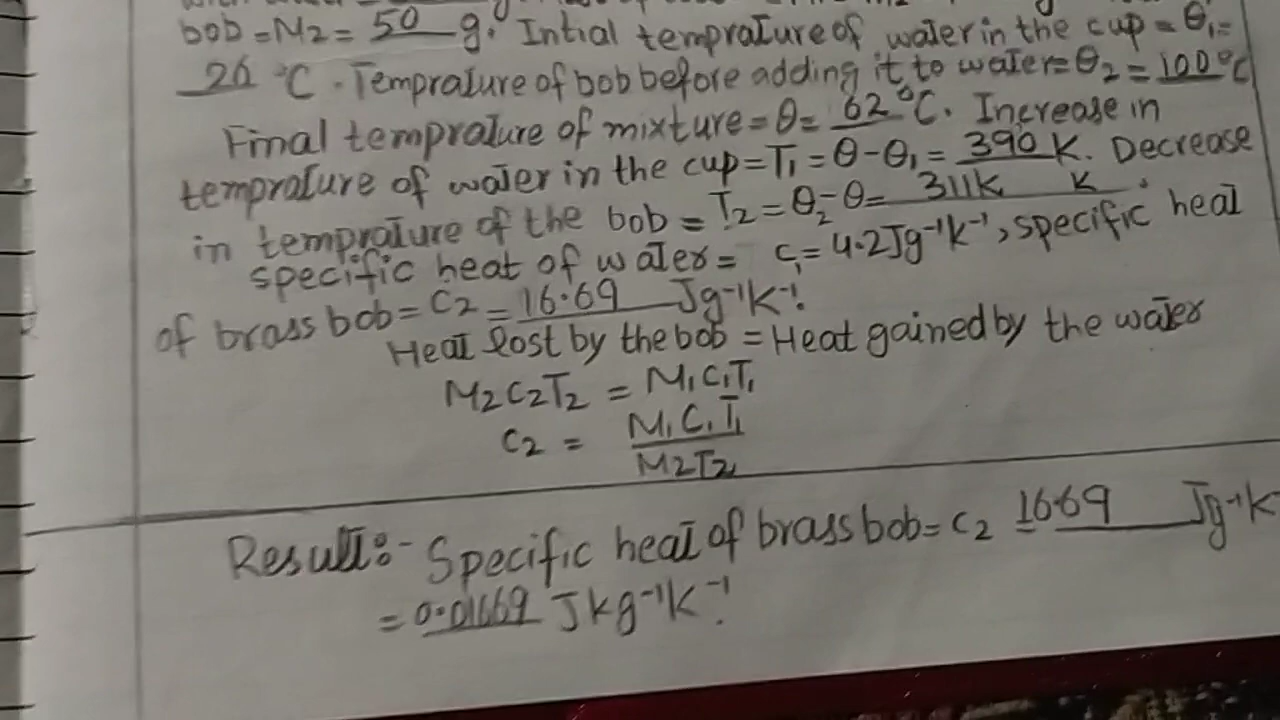 bob = M2 = 50 g. Intial temprature of water in the cup = θ1 =
26 °C. Temprature of bob before adding it to water = θ2 = 100°C
Final temprature of mixture = θ = 62°C. Increase in
temprature of water in the cup = T1 = θ - θ1 = 390 K. Decrease
in temprature of the bob = T2 = θ2 - θ = 311K K.
specific heat of water = c1 = 4.2Jg⁻¹k⁻¹, specific heat
of brass bob = C2 = 16.69 Jg⁻¹K⁻¹.
Heat lost by the bob = Heat gained by the water
M2C2T2 = M1C1T1
C2 = M1C1T1
M2T2
Result:- Specific heat of brass bob = C2 = 16.69 Jg⁻¹k
= 0.01669 Jkg⁻¹K⁻¹.